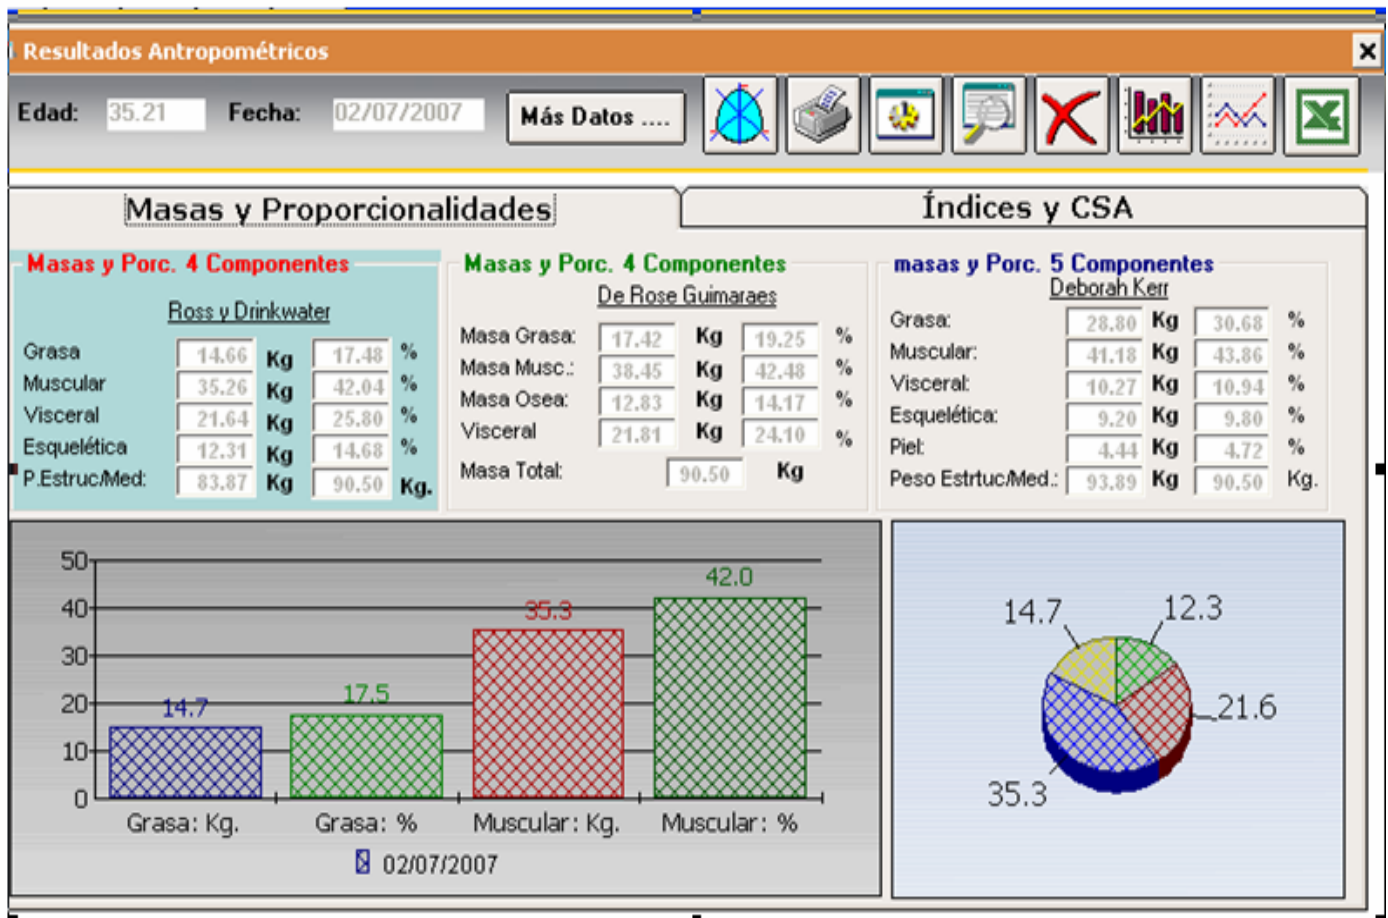 Resultados Antropométricos
Edad: 35.21 Fecha: 02/07/2007 Más Datos ....
Masas y Proporcionalidades
Índices y CSA
Masas y Porc. 4 Componentes
Ross y Drinkwater
Grasa 14.66 Kg 17.48 %
Muscular 35.26 Kg 42.04 %
Visceral 21.64 Kg 25.80 %
Esquelética 12.31 Kg 14.68 %
P.Estruc/Med: 83.87 Kg 90.50 Kg.
Masas y Porc. 4 Componentes
De Rose Guimaraes
Masa Grasa: 17.42 Kg 19.25 %
Masa Musc.: 38.45 Kg 42.48 %
Masa Osea: 12.83 Kg 14.17 %
Visceral 21.81 Kg 24.10 %
Masa Total: 90.50 Kg
masas y Porc. 5 Componentes
Deborah Kerr
Grasa: 28.80 Kg 30.68 %
Muscular: 41.18 Kg 43.86 %
Visceral: 10.27 Kg 10.94 %
Esquelética: 9.20 Kg 9.80 %
Piel: 4.44 Kg 4.72 %
Peso Estrtuc/Med.: 93.89 Kg 90.50 Kg.
50
40
30
20
10
0
14.7
17.5
35.3
42.0
Grasa: Kg. Grasa: % Muscular: Kg. Muscular: %
02/07/2007
14.7
12.3
21.6
35.3